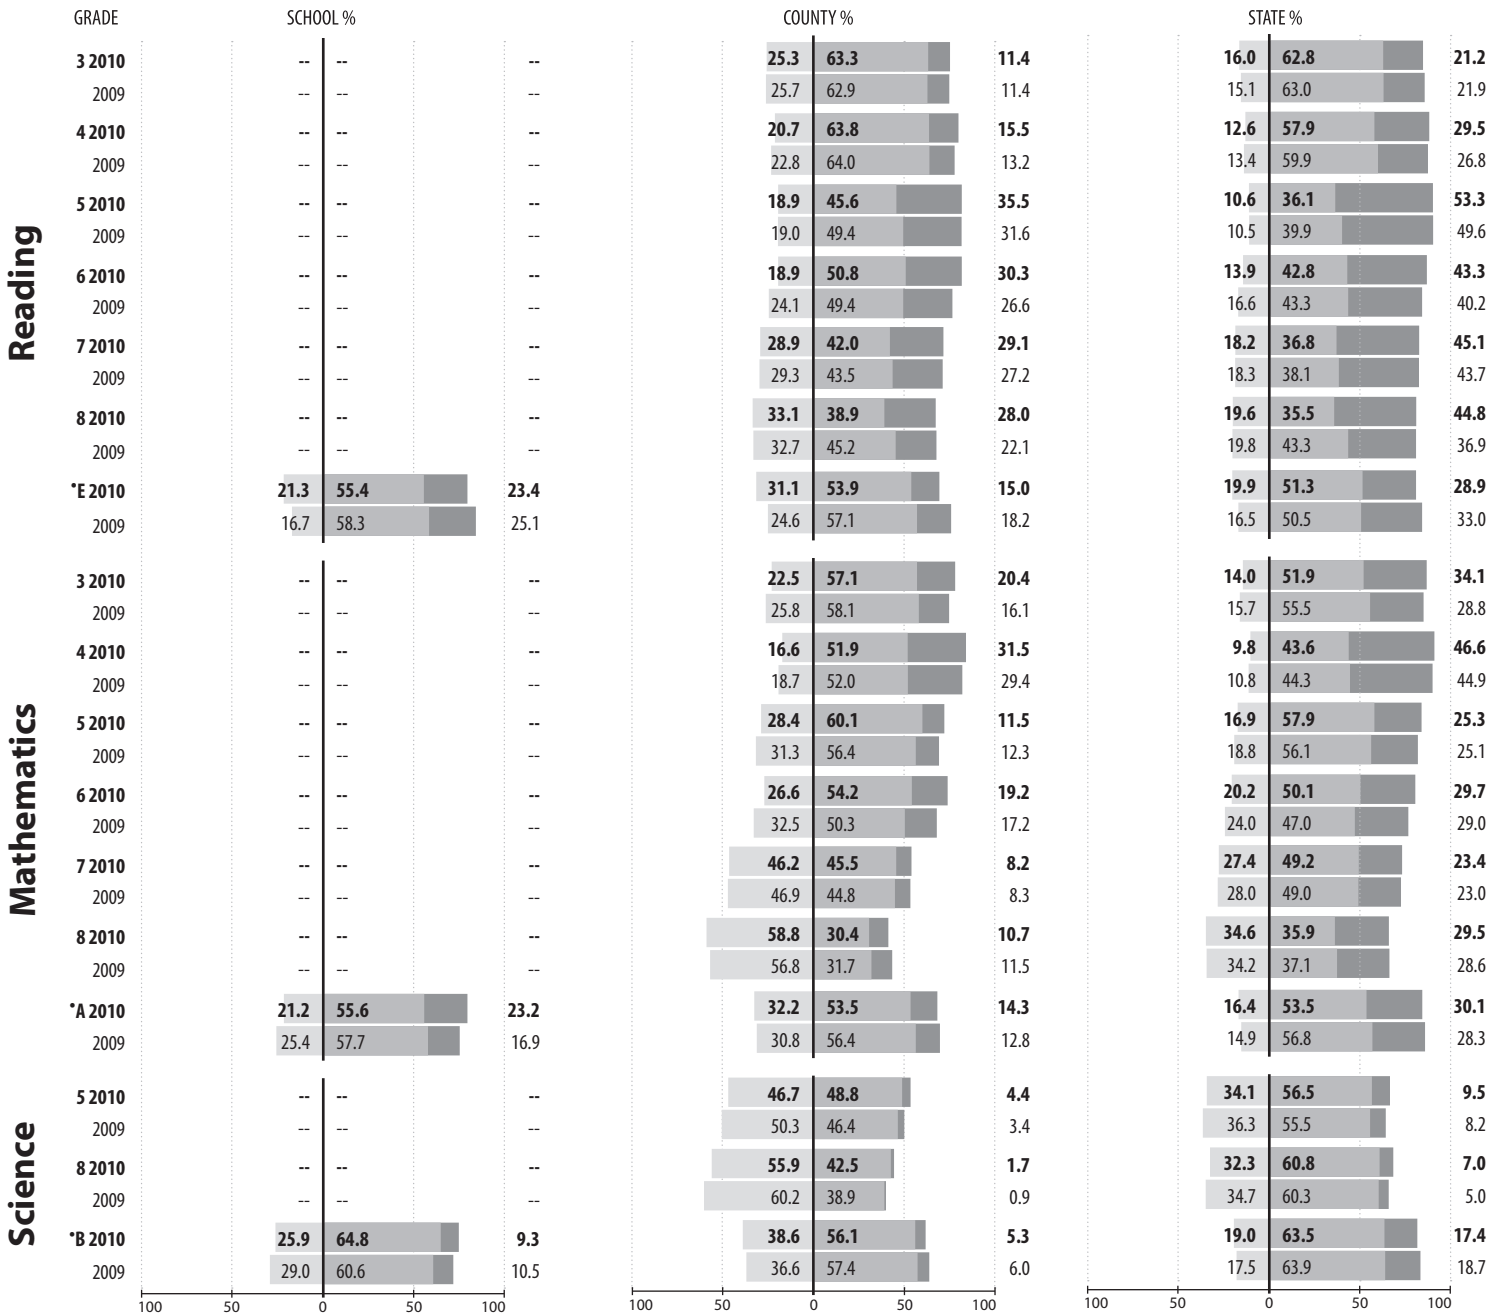 GRADE SCHOOL % COUNTY % STATE %
Reading
3 2010 -- -- -- 25.3 63.3 11.4 16.0 62.8 21.2
2009 -- -- -- 25.7 62.9 11.4 15.1 63.0 21.9
4 2010 -- -- -- 20.7 63.8 15.5 12.6 57.9 29.5
2009 -- -- -- 22.8 64.0 13.2 13.4 59.9 26.8
5 2010 -- -- -- 18.9 45.6 35.5 10.6 36.1 53.3
2009 -- -- -- 19.0 49.4 31.6 10.5 39.9 49.6
6 2010 -- -- -- 18.9 50.8 30.3 13.9 42.8 43.3
2009 -- -- -- 24.1 49.4 26.6 16.6 43.3 40.2
7 2010 -- -- -- 28.9 42.0 29.1 18.2 36.8 45.1
2009 -- -- -- 29.3 43.5 27.2 18.3 38.1 43.7
8 2010 -- -- -- 33.1 38.9 28.0 19.6 35.5 44.8
2009 -- -- -- 32.7 45.2 22.1 19.8 43.3 36.9
•E 2010 21.3 55.4 23.4 31.1 53.9 15.0 19.9 51.3 28.9
2009 16.7 58.3 25.1 24.6 57.1 18.2 16.5 50.5 33.0
Mathematics
3 2010 -- -- -- 22.5 57.1 20.4 14.0 51.9 34.1
2009 -- -- -- 25.8 58.1 16.1 15.7 55.5 28.8
4 2010 -- -- -- 16.6 51.9 31.5 9.8 43.6 46.6
2009 -- -- -- 18.7 52.0 29.4 10.8 44.3 44.9
5 2010 -- -- -- 28.4 60.1 11.5 16.9 57.9 25.3
2009 -- -- -- 31.3 56.4 12.3 18.8 56.1 25.1
6 2010 -- -- -- 26.6 54.2 19.2 20.2 50.1 29.7
2009 -- -- -- 32.5 50.3 17.2 24.0 47.0 29.0
7 2010 -- -- -- 46.2 45.5 8.2 27.4 49.2 23.4
2009 -- -- -- 46.9 44.8 8.3 28.0 49.0 23.0
8 2010 -- -- -- 58.8 30.4 10.7 34.6 35.9 29.5
2009 -- -- -- 56.8 31.7 11.5 34.2 37.1 28.6
•A 2010 21.2 55.6 23.2 32.2 53.5 14.3 16.4 53.5 30.1
2009 25.4 57.7 16.9 30.8 56.4 12.8 14.9 56.8 28.3
Science
5 2010 -- -- -- 46.7 48.8 4.4 34.1 56.5 9.5
2009 -- -- -- 50.3 46.4 3.4 36.3 55.5 8.2
8 2010 -- -- -- 55.9 42.5 1.7 32.3 60.8 7.0
2009 -- -- -- 60.2 38.9 0.9 34.7 60.3 5.0
•B 2010 25.9 64.8 9.3 38.6 56.1 5.3 19.0 63.5 17.4
2009 29.0 60.6 10.5 36.6 57.4 6.0 17.5 63.9 18.7
100 50 0 50 100 100 50 0 50 100 100 50 0 50 100